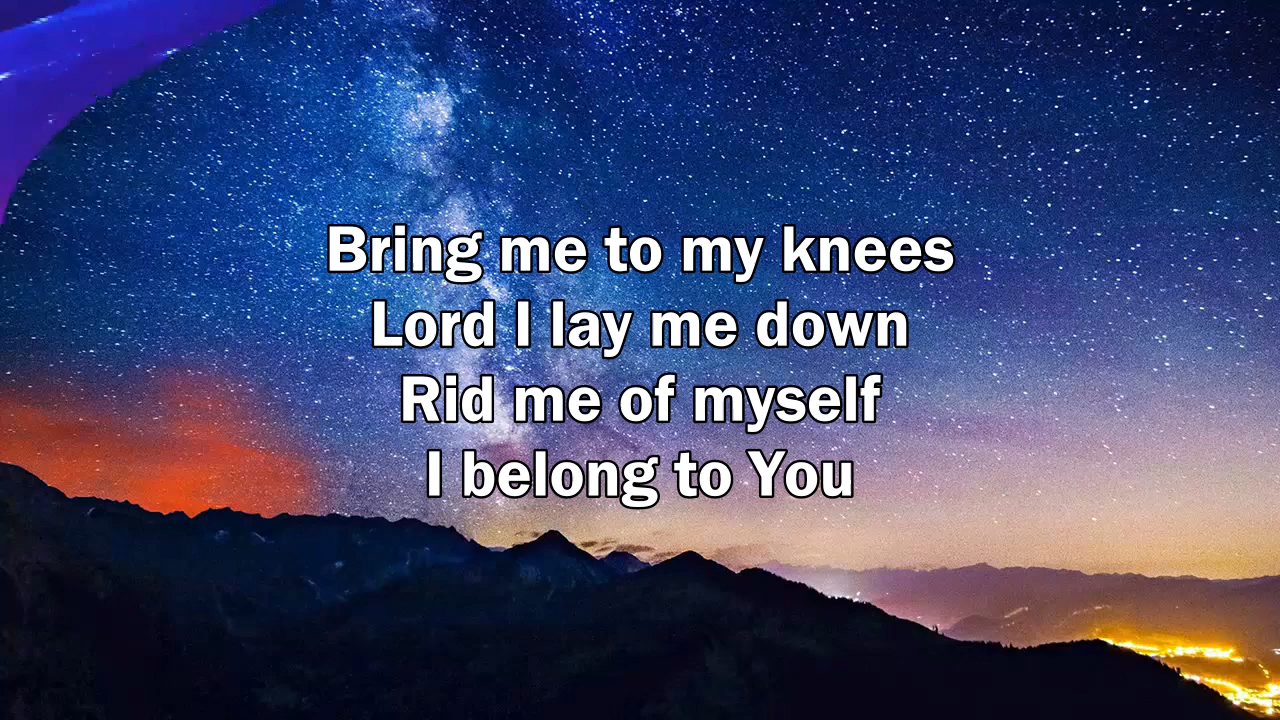 Bring me to my knees
Lord I lay me down
Rid me of myself
I belong to You